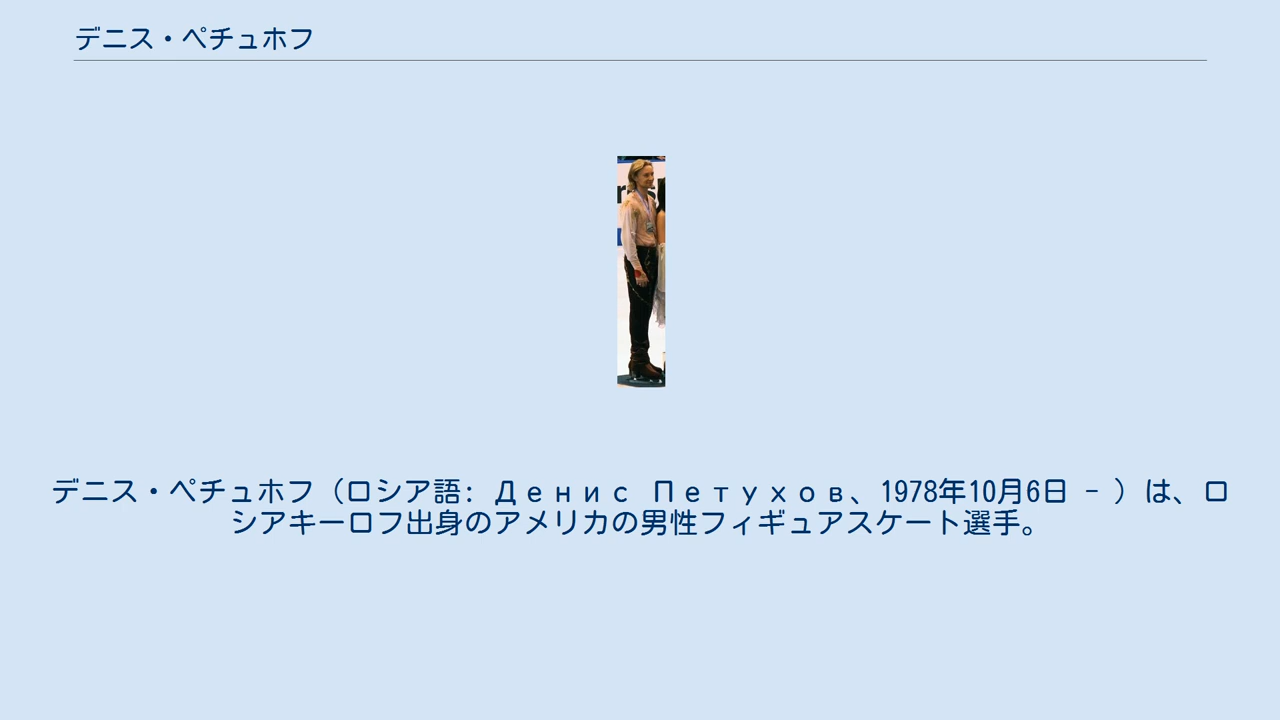 デニス・ペチュホフ
デニス・ペチュホフ（ロシア語: Денис Петухов、1978年10月6日 - ）は、ロ
シアキーロフ出身のアメリカの男性フィギュアスケート選手。